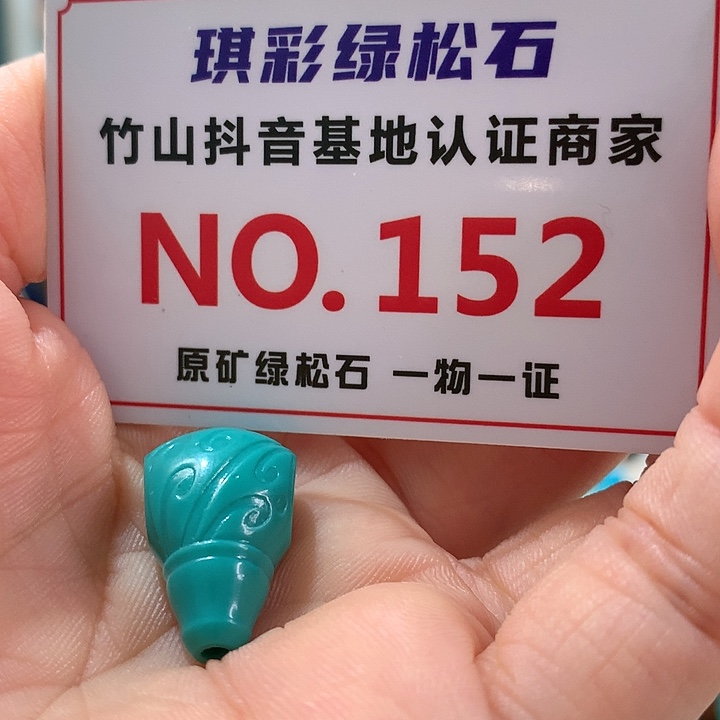 琪彩绿松石
竹山抖音基地认证商家
NO.152
原矿绿松石 一物一证